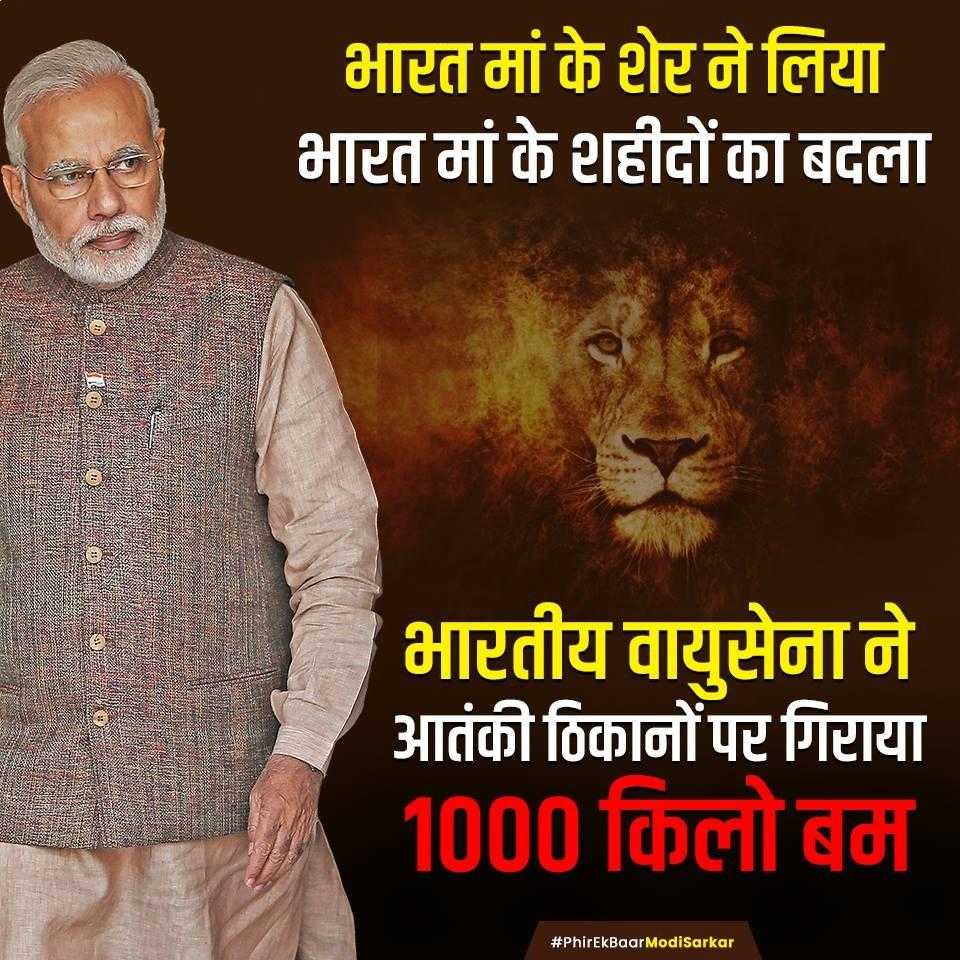 भारत मां के शेर ने लिया
भारत मां के शहीदों का बदला
भारतीय वायुसेना ने
आतंकी ठिकानों पर गिराया
1000 किलो बम
#PhirEkBaarModiSarkar